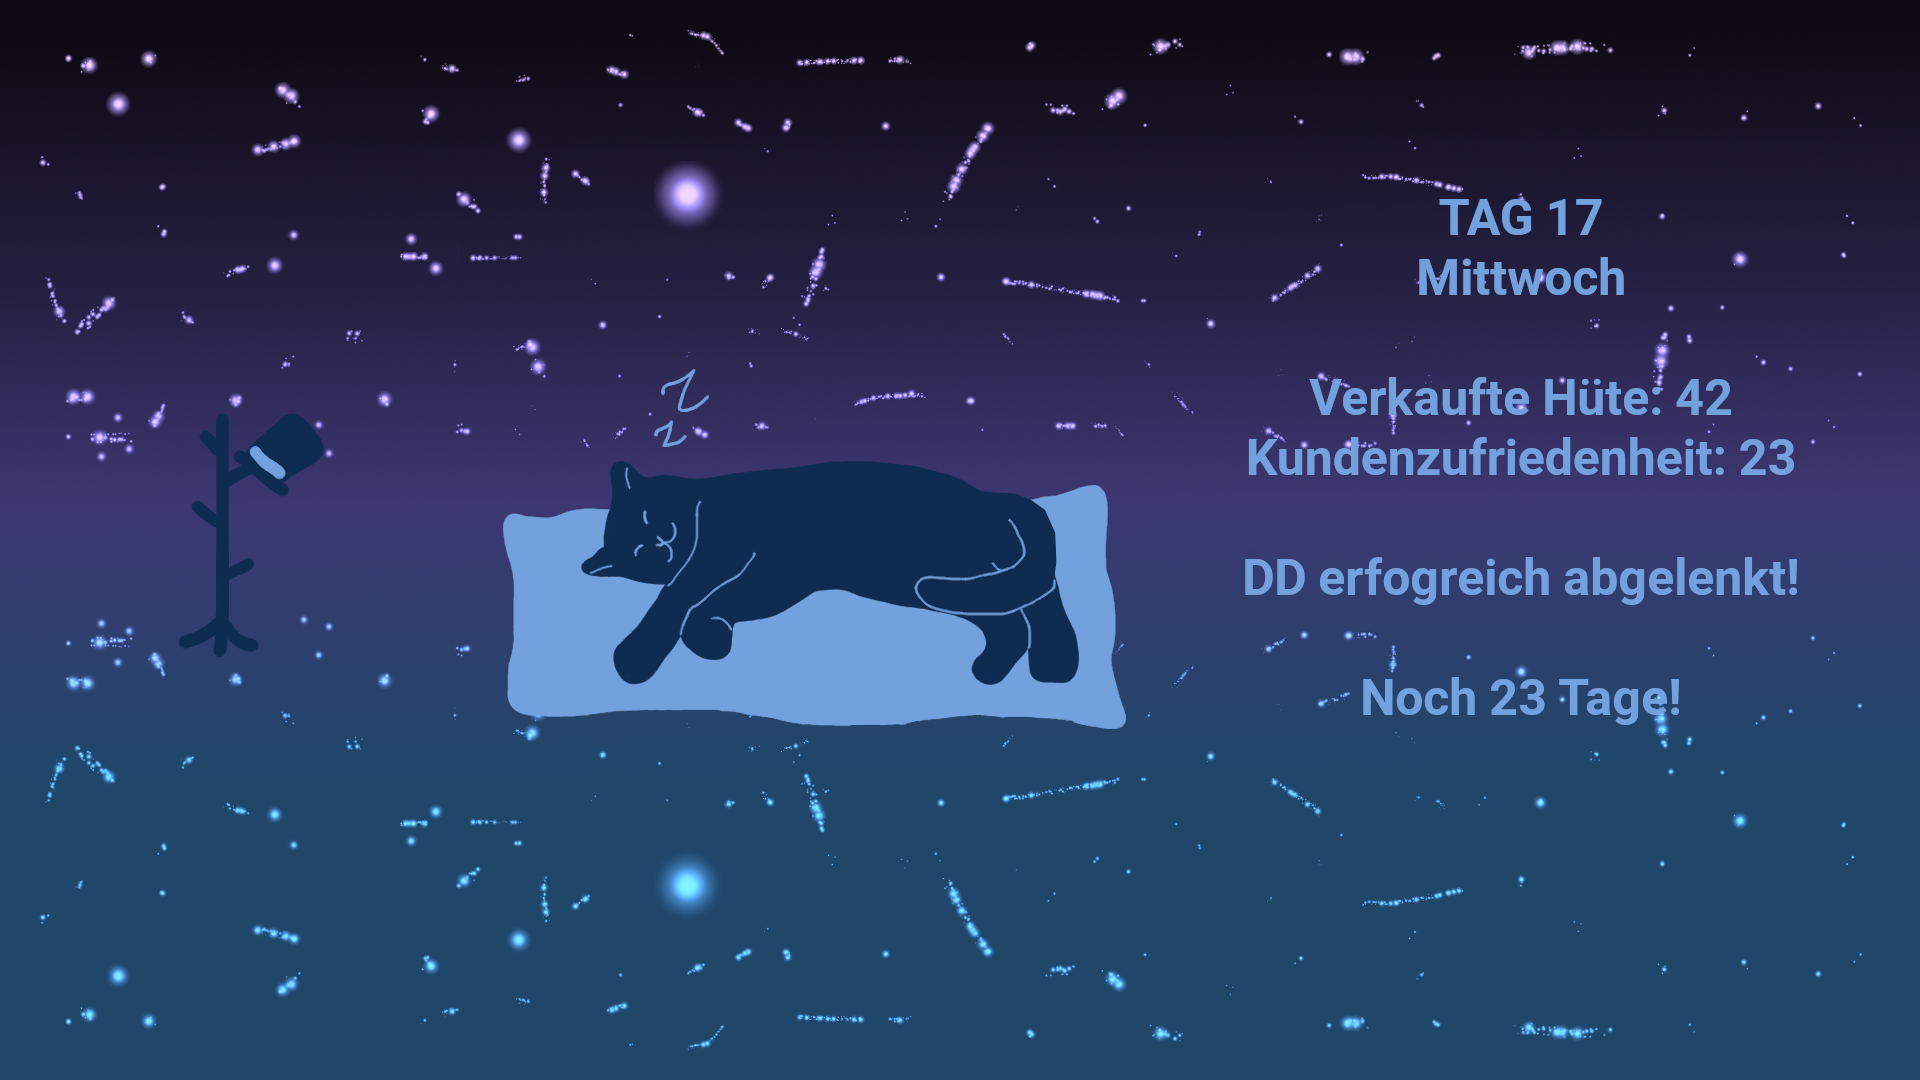 Z
z
TAG 17
Mittwoch
Verkaufte Hüte: 42
Kundenzufriedenheit: 23
DD erfogreich abgelenkt!
Noch 23 Tage!